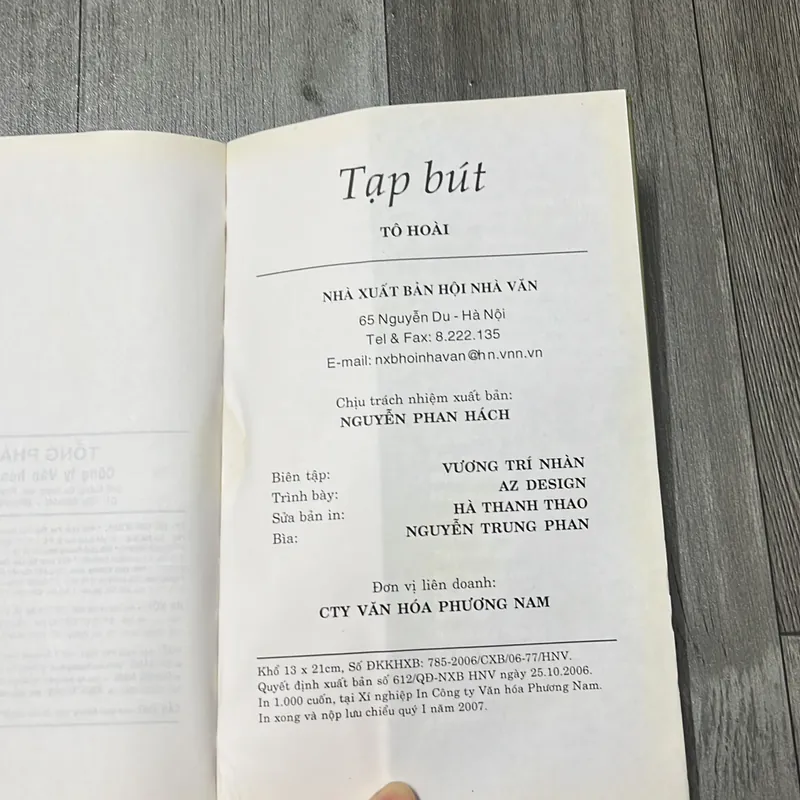 Tạp bút
TÔ HOÀI
NHÀ XUẤT BẢN HỘI NHÀ VĂN
65 Nguyễn Du - Hà Nội
Tel & Fax: 8.222.135
E-mail: nxbhoinhavan@hn.vnn.vn
Chịu trách nhiệm xuất bản:
NGUYỄN PHAN HÁCH
Biên tập: VƯƠNG TRÍ NHÀN
Trình bày: AZ DESIGN
Sửa bản in: HÀ THANH THAO
Bìa: NGUYỄN TRUNG PHAN
Đơn vị liên doanh:
CTY VĂN HÓA PHƯƠNG NAM
Khổ 13 x 21cm, Số ĐKKHXB: 785-2006/CXB/06-77/HNV.
Quyết định xuất bản số 612/QĐ-NXB HNV ngày 25.10.2006.
In 1.000 cuốn, tại Xí nghiệp In Công ty Văn hóa Phương Nam.
In xong và nộp lưu chiểu quý 1 năm 2007.